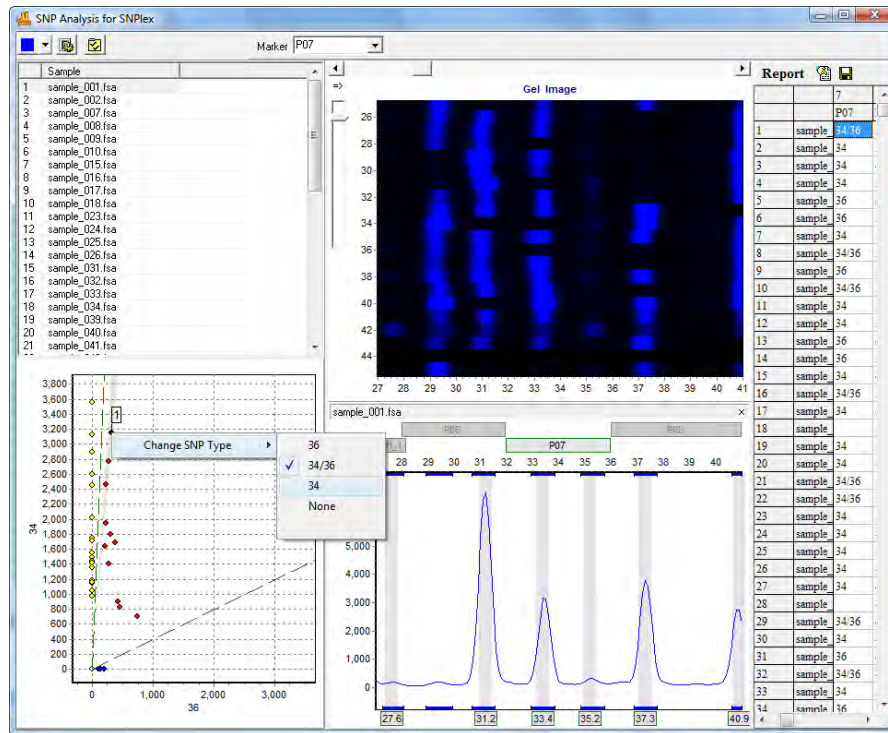 SNP Analysis for SNPlex
Marker P07
Sample
1 sample_001.fsa
2 sample_002.fsa
3 sample_007.fsa
4 sample_008.fsa
5 sample_009.fsa
6 sample_010.fsa
7 sample_015.fsa
8 sample_016.fsa
9 sample_017.fsa
10 sample_018.fsa
11 sample_023.fsa
12 sample_024.fsa
13 sample_025.fsa
14 sample_026.fsa
15 sample_031.fsa
16 sample_032.fsa
17 sample_033.fsa
18 sample_034.fsa
19 sample_039.fsa
20 sample_040.fsa
21 sample_041.fsa
=>
Gel Image
26
28
30
32
34
36
38
40
42
44
27 28 29 30 31 32 33 34 35 36 37 38 39 40 41
Report
7
P07
1 sample_ 34/36
2 sample_ 34
3 sample_ 34
4 sample_ 34
5 sample_ 36
6 sample_ 36
7 sample_ 34
8 sample_ 34/36
9 sample_ 36
10 sample_ 34/36
11 sample_ 34
12 sample_ 34
13 sample_ 36
14 sample_ 36
15 sample_ 34
16 sample_ 34/36
17 sample_ 34
18 sample_
19 sample_ 34
20 sample_ 34
21 sample_ 34/36
22 sample_ 34/36
23 sample_ 34
24 sample_ 34
25 sample_ 34
26 sample_ 34
27 sample_ 34
28 sample_
29 sample_ 34/36
30 sample_ 34
31 sample_ 36
32 sample_ 34/36
33 sample_ 34
34 sample_ 36
3,800
3,600
3,400
3,200
3,000
2,800
2,600
2,400
2,200
2,000
1,800
1,600
1,400
1,200
1,000
800
600
400
200
0
34
0 1,000 2,000 3,000
36
1
Change SNP Type
36
34/36
34
None
sample_001.fsa
P07
28 29 30 31 32 33 34 35 36 37 38 39 40
5,000
4,000
3,000
2,000
1,000
0
27.6 31.2 33.4 35.2 37.3 40.9